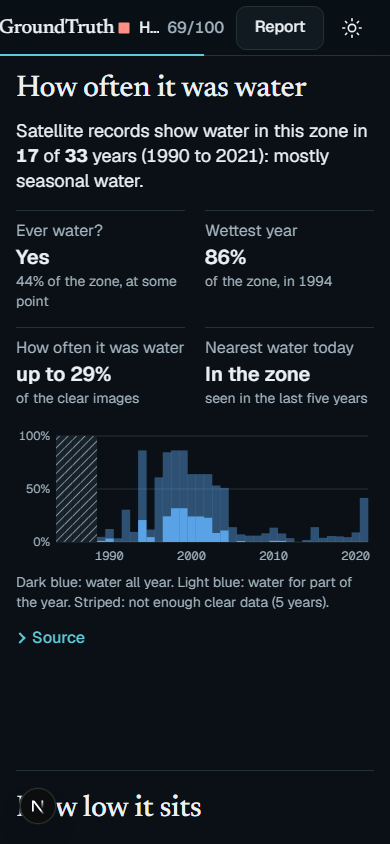 GroundTruth H... 69/100 Report
How often it was water
Satellite records show water in this zone in
17 of 33 years (1990 to 2021): mostly
seasonal water.
Ever water?
Yes
44% of the zone, at some
point
Wettest year
86%
of the zone, in 1994
How often it was water
up to 29%
of the clear images
Nearest water today
In the zone
seen in the last five years
100%
50%
0%
1990 2000 2010 2020
Dark blue: water all year. Light blue: water for part of
the year. Striped: not enough clear data (5 years).
Source
N
w low it sits